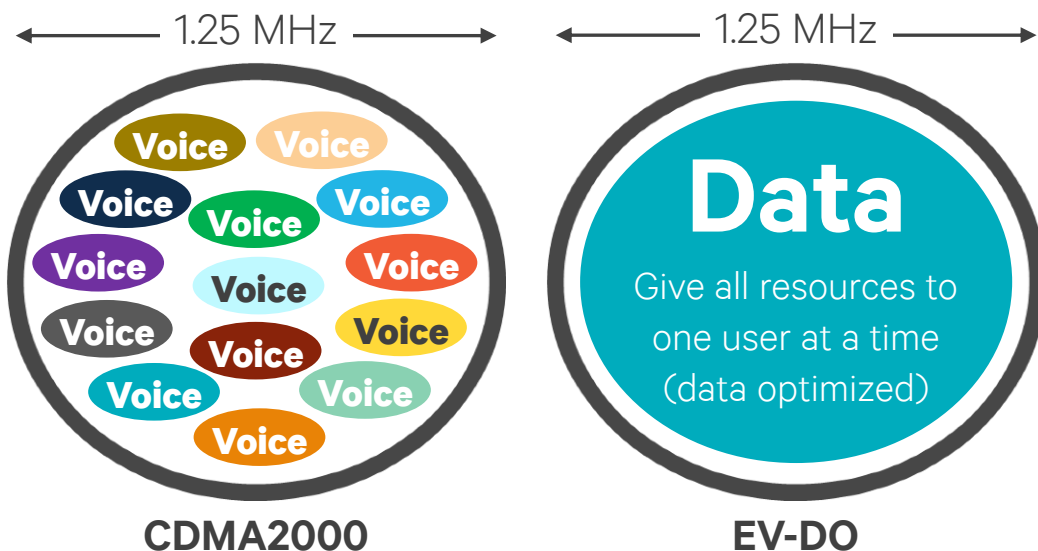 1.25 MHz
1.25 MHz
Voice
Voice
Voice
Voice
Voice
Voice
Voice
Voice
Voice
Voice
Voice
Voice
Voice
Voice
Data
Give all resources to
one user at a time
(data optimized)
CDMA2000
EV-DO